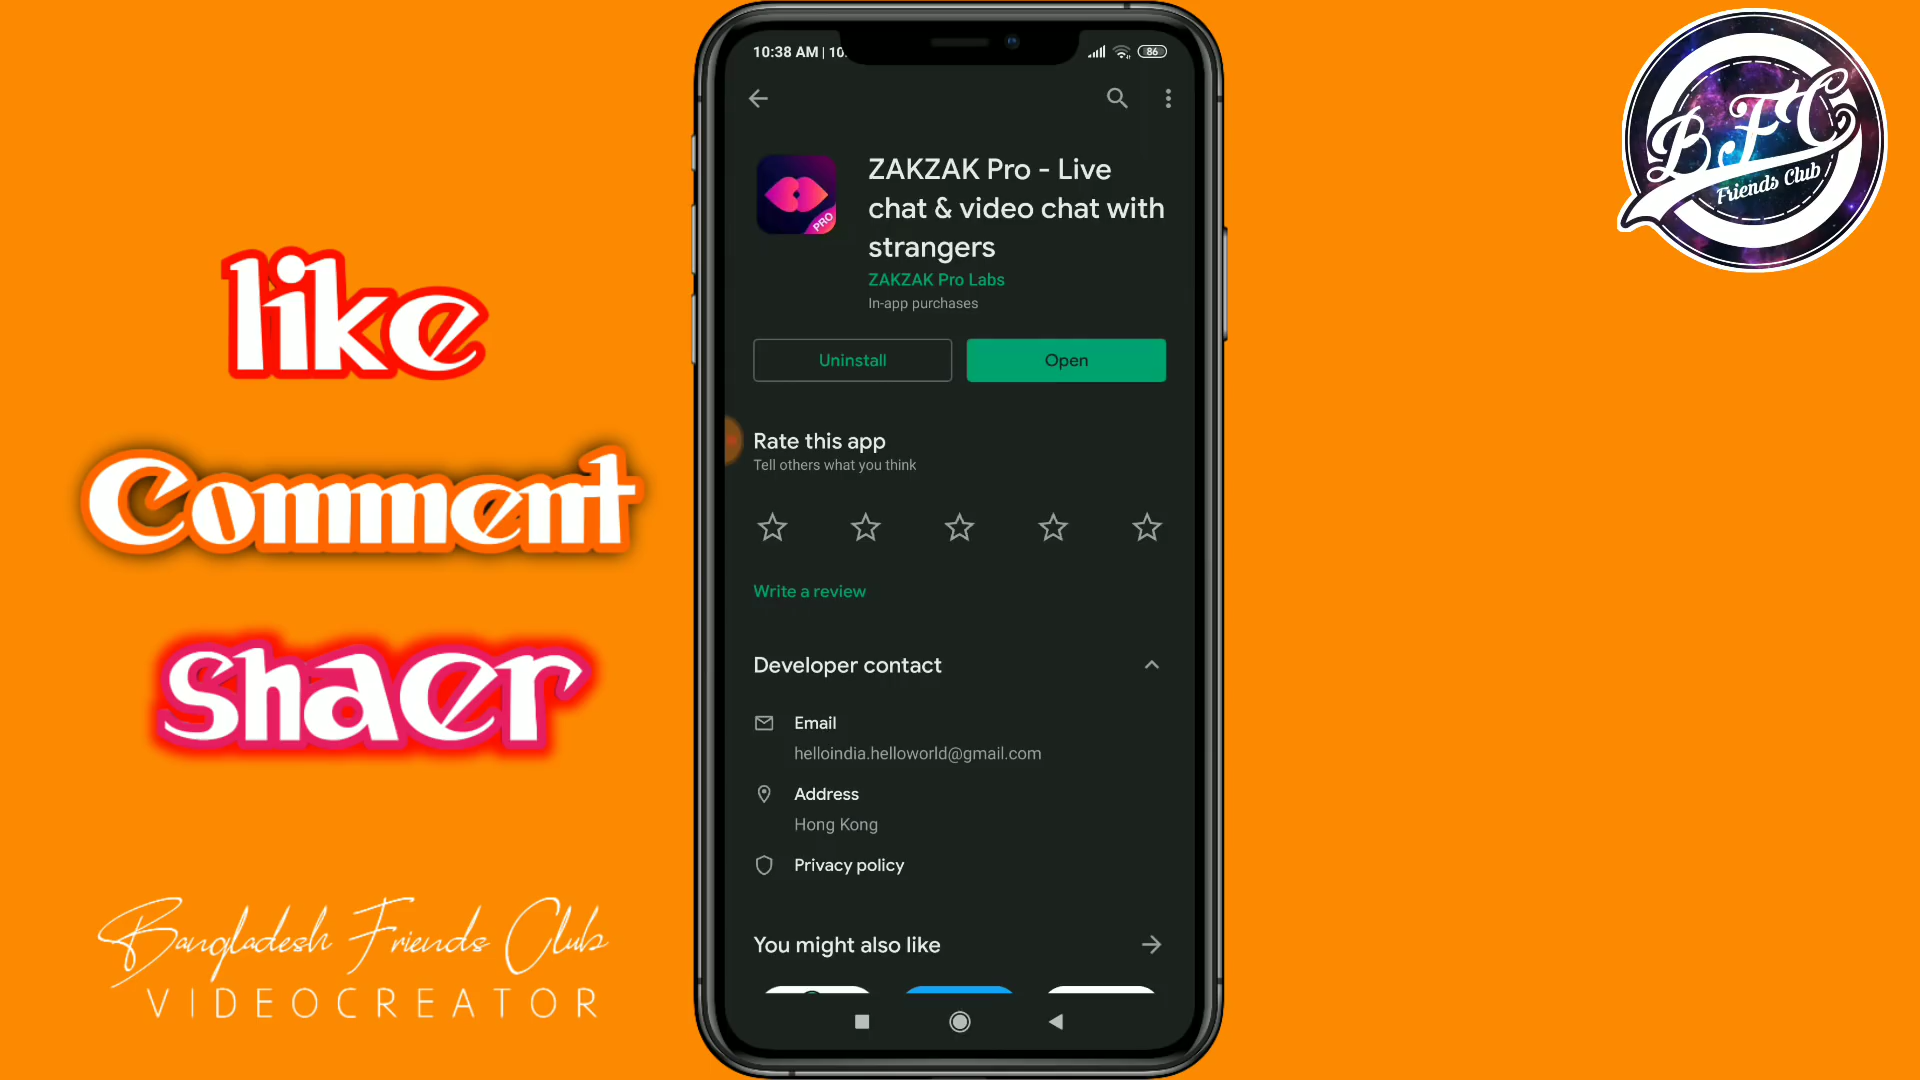 like
Comment
shaer
Bangladesh Friends Club
VIDEOCREATOR
10:38 AM | 10:
86
ZAKZAK Pro - Live
chat & video chat with
strangers
PRO
ZAKZAK Pro Labs
In-app purchases
Uninstall
Open
Rate this app
Tell others what you think
Write a review
Developer contact
Email
helloindia.helloworld@gmail.com
Address
Hong Kong
Privacy policy
You might also like
BFC
Friends Club